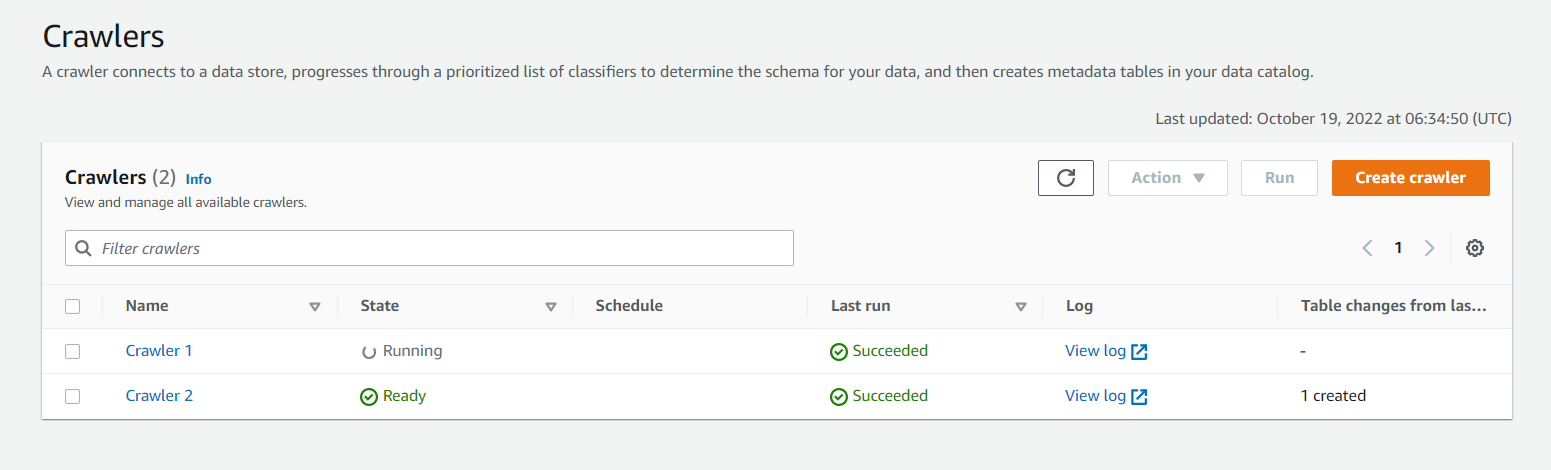 Crawlers
A crawler connects to a data store, progresses through a prioritized list of classifiers to determine the schema for your data, and then creates metadata tables in your data catalog.
Last updated: October 19, 2022 at 06:34:50 (UTC)
Crawlers (2) Info
View and manage all available crawlers.
Action Run Create crawler
Filter crawlers
1
Name State Schedule Last run Log Table changes from las...
Crawler 1 Running Succeeded View log -
Crawler 2 Ready Succeeded View log 1 created